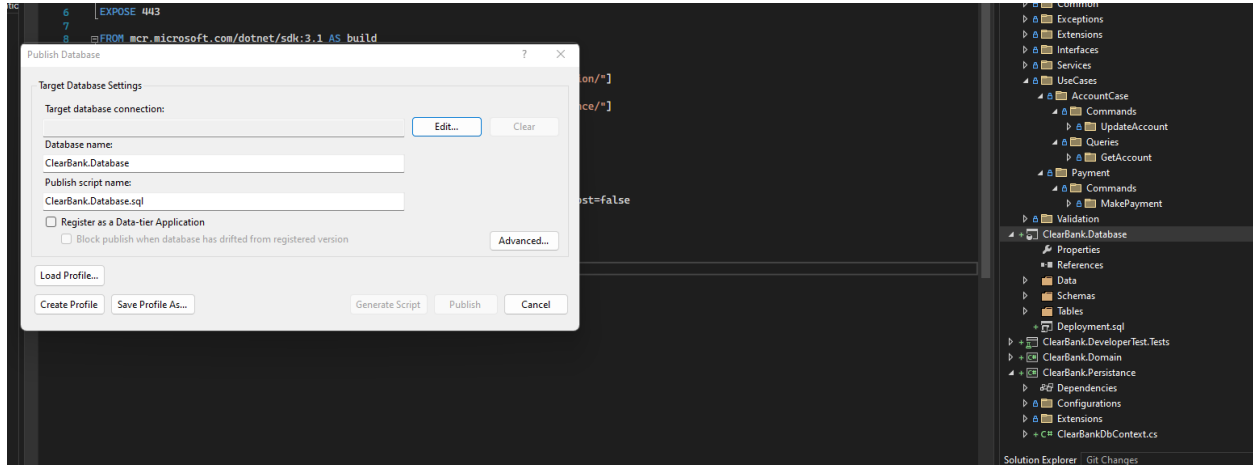 6 EXPOSE 443
7
8 FROM mcr.microsoft.com/dotnet/sdk:3.1 AS build
Publish Database
Target Database Settings
Target database connection:
Edit...
Clear
Database name:
ClearBank.Database
Publish script name:
ClearBank.Database.sql
Register as a Data-tier Application
Block publish when database has drifted from registered version
Advanced...
Load Profile...
Create Profile
Save Profile As...
Generate Script
Publish
Cancel
on/"]
nce/"]
ost=false
Common
Exceptions
Extensions
Interfaces
Services
UseCases
AccountCase
Commands
UpdateAccount
Queries
GetAccount
Payment
Commands
MakePayment
Validation
ClearBank.Database
Properties
References
Data
Schemas
Tables
Deployment.sql
ClearBank.DeveloperTest.Tests
ClearBank.Domain
ClearBank.Persistance
Dependencies
Configurations
Extensions
ClearBankDbContext.cs
Solution Explorer
Git Changes